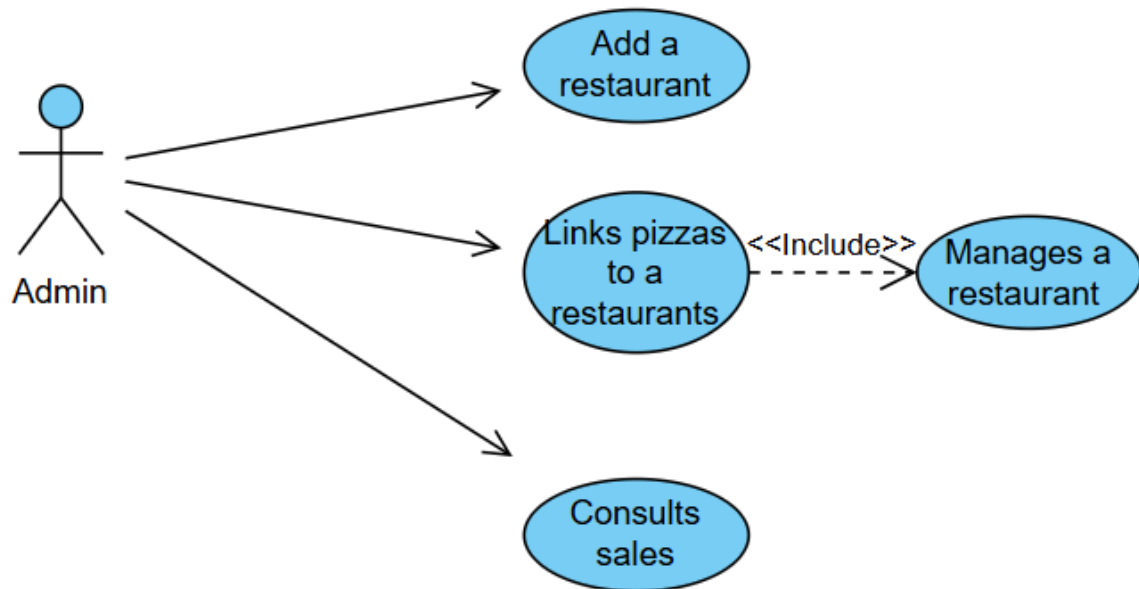 Add a
restaurant
Admin
Links pizzas
to a
restaurants
<<Include>>
Manages a
restaurant
Consults
sales